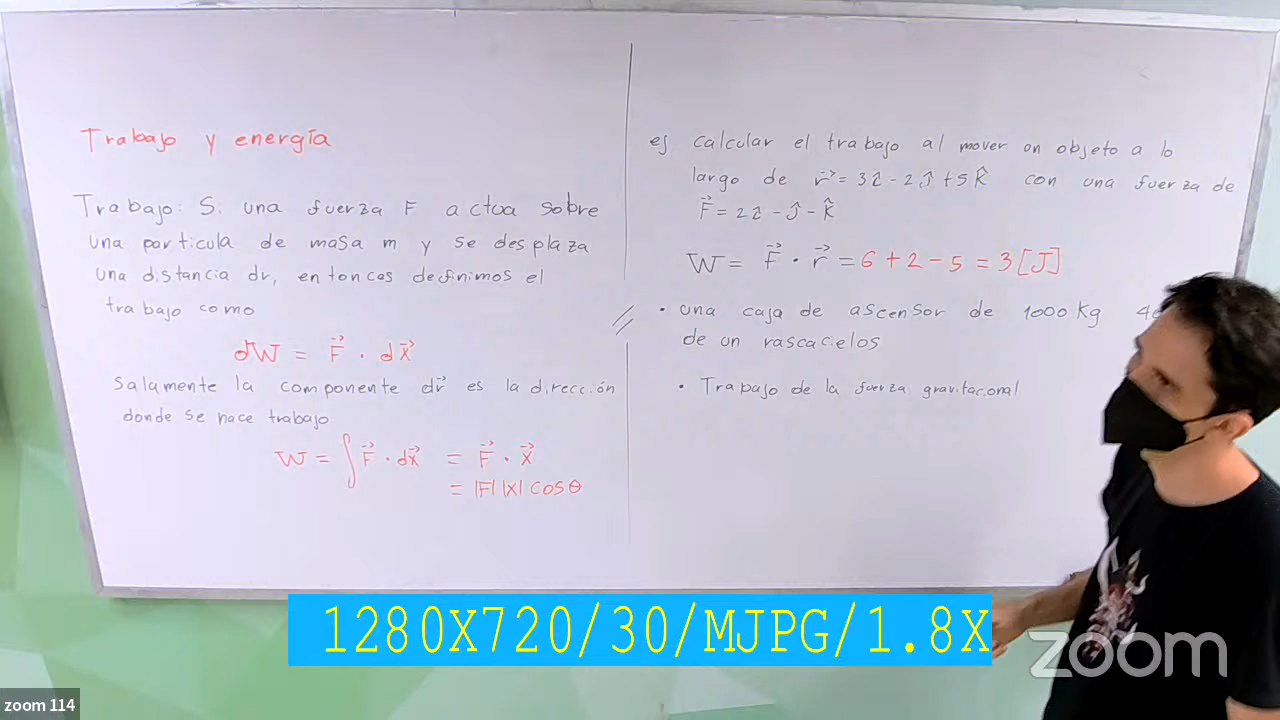 Trabajo y energía
Trabajo: Si una fuerza F actua sobre
una particula de masa m y se desplaza
una distancia dr, entonces definimos el
trabajo como
dW = F⃗ · dx⃗
Salamente la componente dr⃗ es la dirección
donde se hace trabajo.
W = ∫ F⃗ · dx⃗ = F⃗ · x⃗
= |F| |x| cos θ
ej calcular el trabajo al mover un objeto a lo
largo de r⃗ = 3î - 2ĵ + 5k̂ con una fuerza de
F⃗ = 2î - ĵ - k̂
W = F⃗ · r⃗ = 6 + 2 - 5 = 3 [J]
• una caja de ascensor de 1000 Kg
de un rascacielos
• Trabajo de la fuerza gravitacional
1280X720/30/MJPG/1.8X
zoom
zoom 114